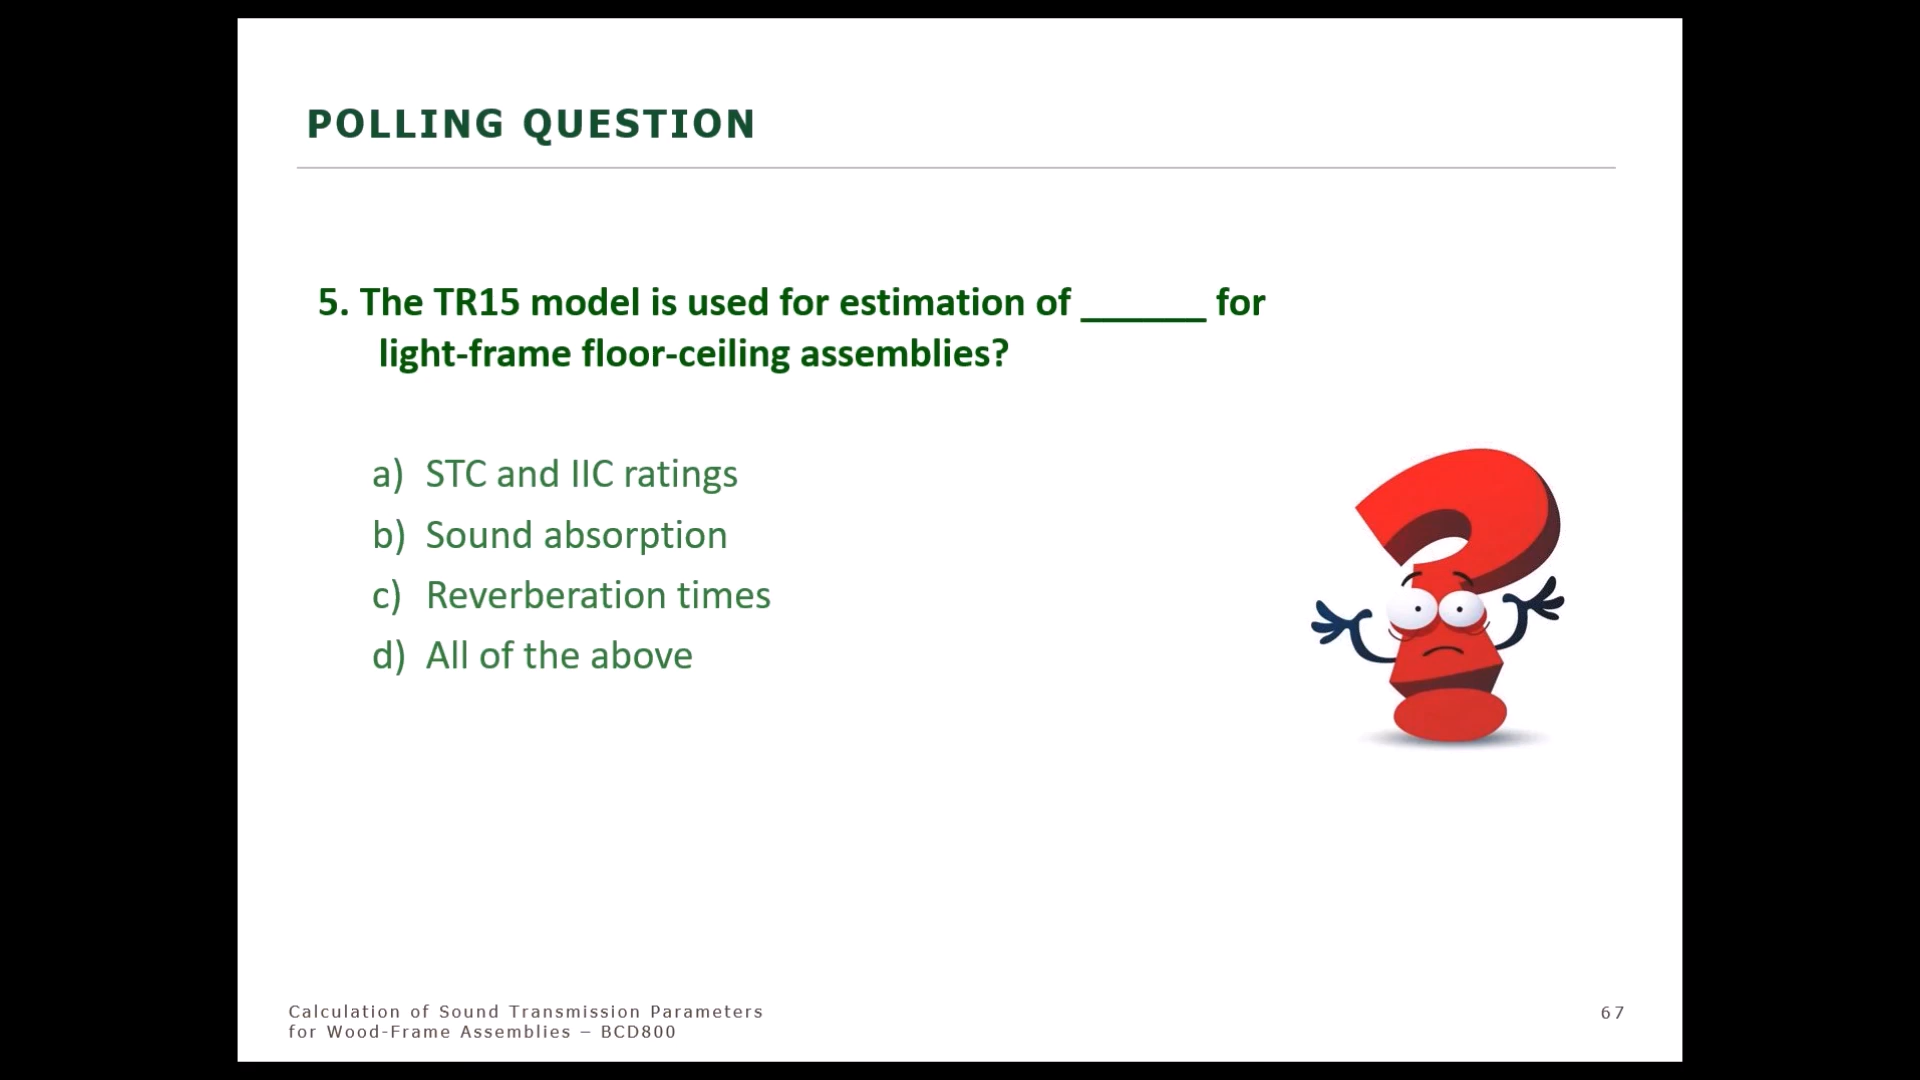 POLLING QUESTION
5. The TR15 model is used for estimation of ______ for
light-frame floor-ceiling assemblies?
a) STC and IIC ratings
b) Sound absorption
c) Reverberation times
d) All of the above
Calculation of Sound Transmission Parameters
for Wood-Frame Assemblies – BCD800
67